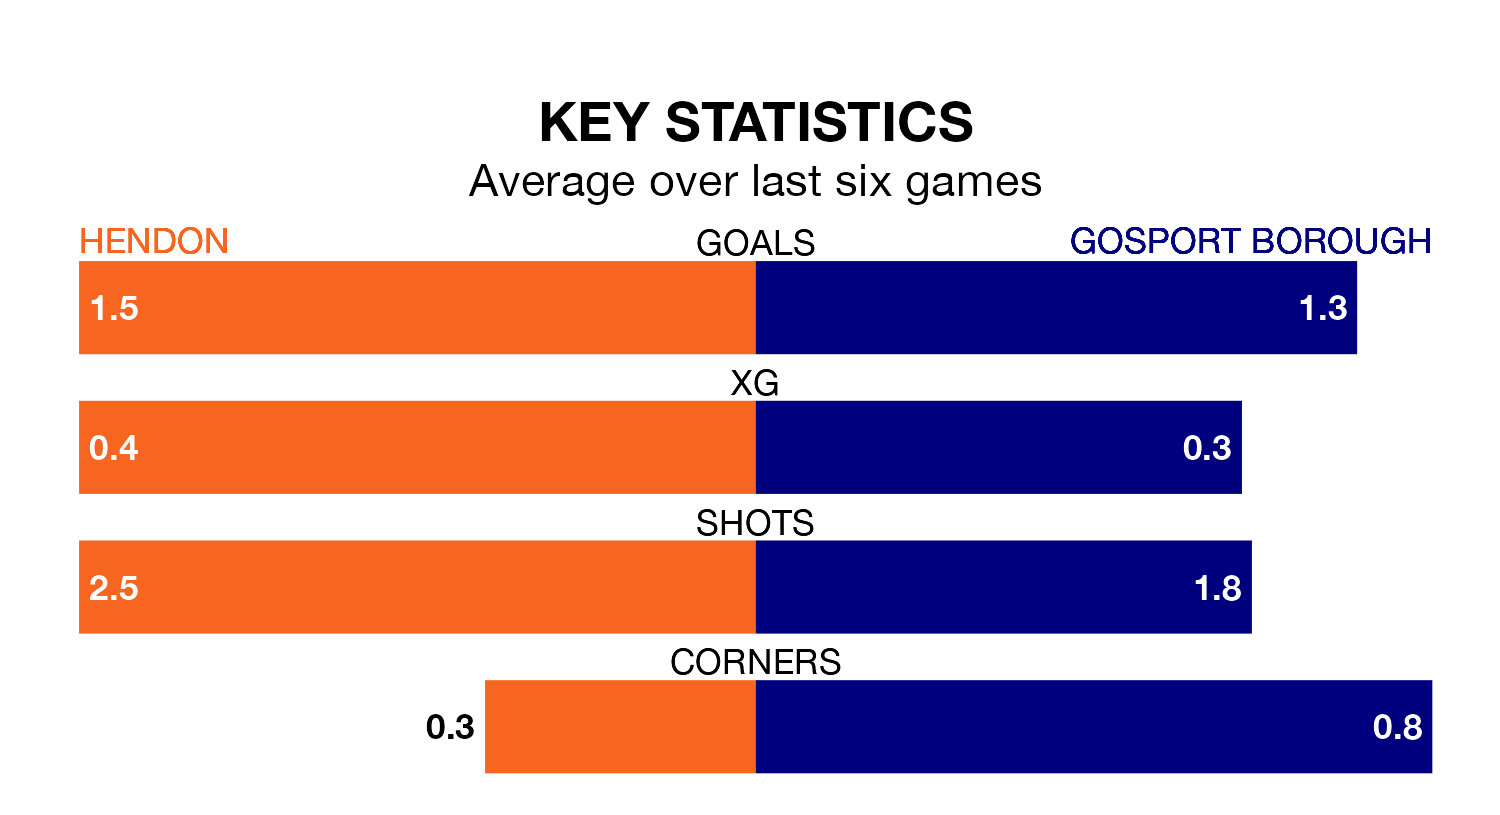 KEY STATISTICS
Average over last six games
HENDON GOALS GOSPORT BOROUGH
1.5 1.3
XG
0.4 0.3
SHOTS
2.5 1.8
CORNERS
0.3 0.8